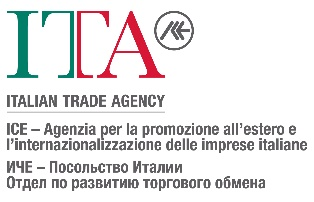 ITA
ITALIAN TRADE AGENCY
ICE – Agenzia per la promozione all’estero e
l’internazionalizzazione delle imprese italiane
ИЧЕ – Посольство Италии
Отдел по развитию торгового обмена